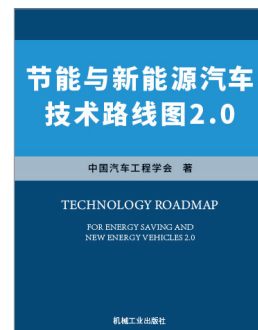 节能与新能源汽车
技术路线图2.0
中国汽车工程学会 著
TECHNOLOGY ROADMAP
FOR ENERGY SAVING AND
NEW ENERGY VEHICLES 2.0
机械工业出版社